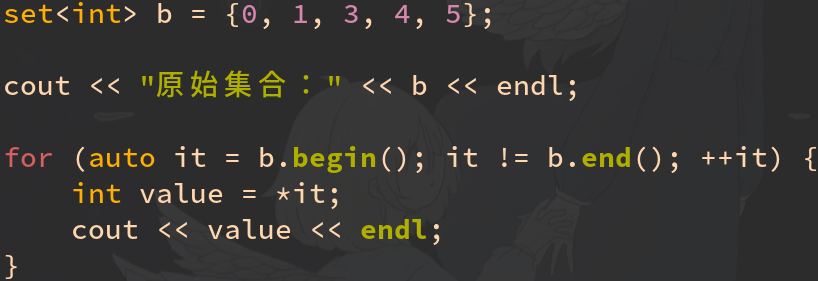 set<int> b = {0, 1, 3, 4, 5};
cout << "原始集合：" << b << endl;
for (auto it = b.begin(); it != b.end(); ++it) {
    int value = *it;
    cout << value << endl;
}